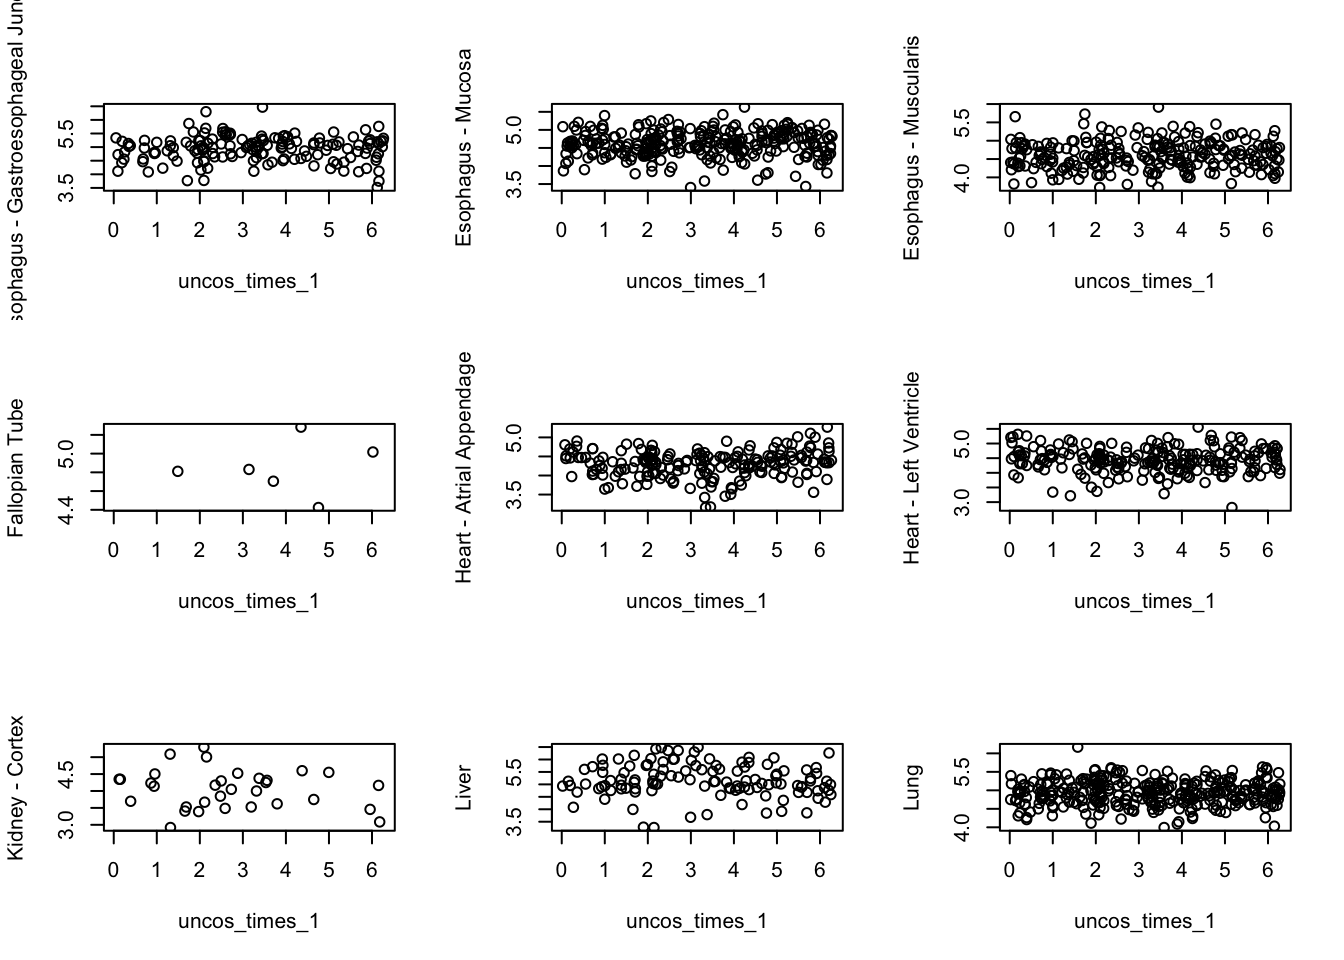 sophagus - Gastroesophageal Junc
5.5
3.5
0 1 2 3 4 5 6
uncos_times_1
Esophagus - Mucosa
5.0
3.5
0 1 2 3 4 5 6
uncos_times_1
Esophagus - Muscularis
5.5
4.0
0 1 2 3 4 5 6
uncos_times_1
Fallopian Tube
5.0
4.4
0 1 2 3 4 5 6
uncos_times_1
Heart - Atrial Appendage
5.0
3.5
0 1 2 3 4 5 6
uncos_times_1
Heart - Left Ventricle
5.0
3.0
0 1 2 3 4 5 6
uncos_times_1
Kidney - Cortex
4.5
3.0
0 1 2 3 4 5 6
uncos_times_1
Liver
5.5
3.5
0 1 2 3 4 5 6
uncos_times_1
Lung
5.5
4.0
0 1 2 3 4 5 6
uncos_times_1